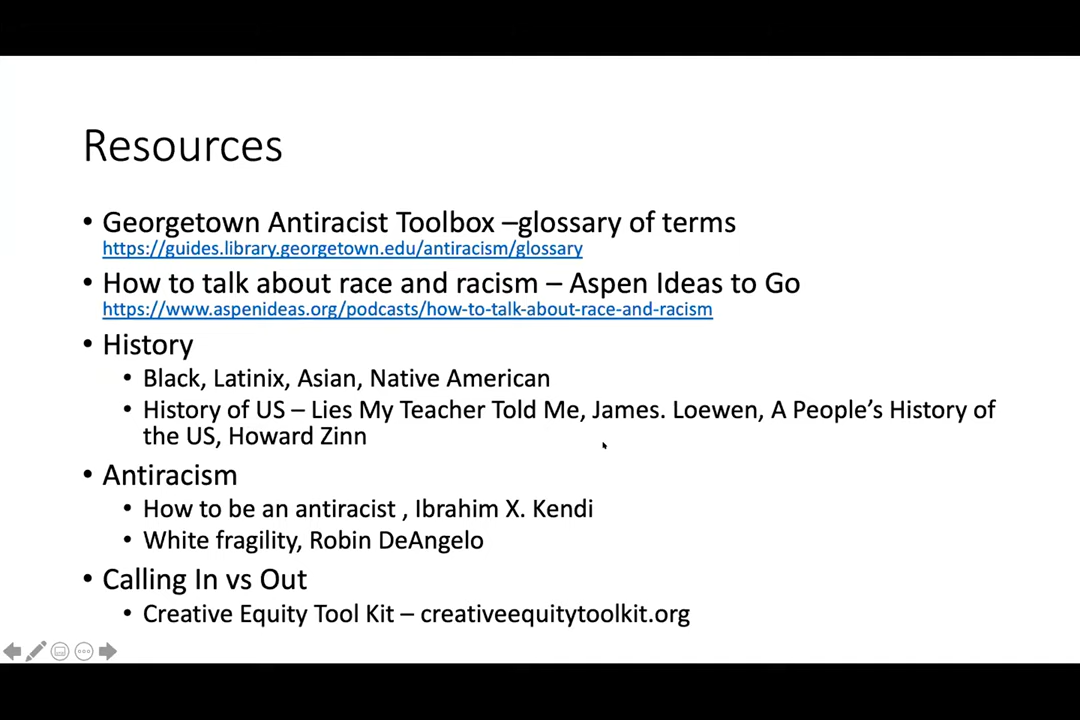 Resources
• Georgetown Antiracist Toolbox –glossary of terms
https://guides.library.georgetown.edu/antiracism/glossary
• How to talk about race and racism – Aspen Ideas to Go
https://www.aspenideas.org/podcasts/how-to-talk-about-race-and-racism
• History
• Black, Latinix, Asian, Native American
• History of US – Lies My Teacher Told Me, James. Loewen, A People’s History of
the US, Howard Zinn
• Antiracism
• How to be an antiracist , Ibrahim X. Kendi
• White fragility, Robin DeAngelo
• Calling In vs Out
• Creative Equity Tool Kit – creativeequitytoolkit.org